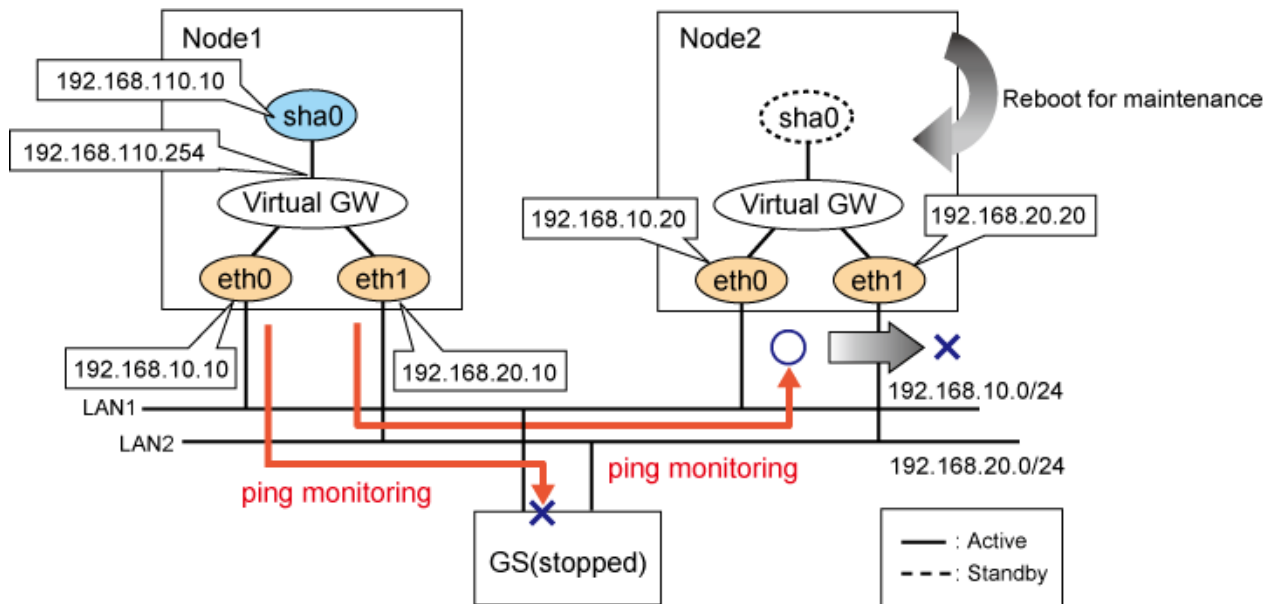 Node1
192.168.110.10
sha0
192.168.110.254
Virtual GW
eth0
eth1
192.168.10.10
192.168.20.10
Node2
Reboot for maintenance
sha0
Virtual GW
192.168.10.20
192.168.20.20
eth0
eth1
LAN1
192.168.10.0/24
LAN2
192.168.20.0/24
ping monitoring
ping monitoring
GS(stopped)
: Active
: Standby